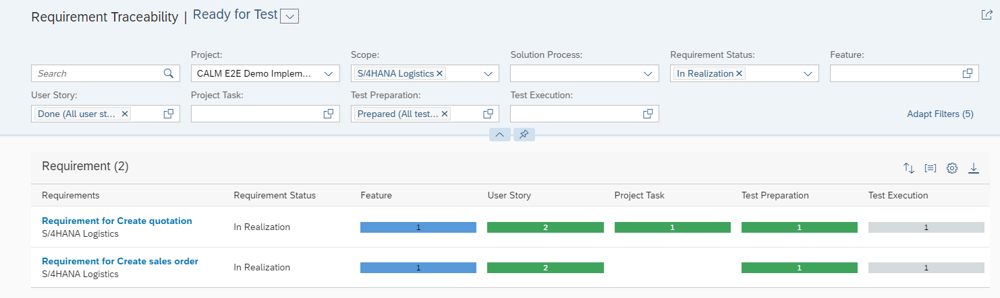 Requirement Traceability | Ready for Test
Project: Scope: Solution Process: Requirement Status: Feature:
Search CALM E2E Demo Implem... S/4HANA Logistics In Realization
User Story: Project Task: Test Preparation: Test Execution:
Done (All user st... Prepared (All test... Adapt Filters (5)
Requirement (2)
Requirements Requirement Status Feature User Story Project Task Test Preparation Test Execution
Requirement for Create quotation
S/4HANA Logistics
In Realization 1 2 1 1 1
Requirement for Create sales order
S/4HANA Logistics
In Realization 1 2 1 1